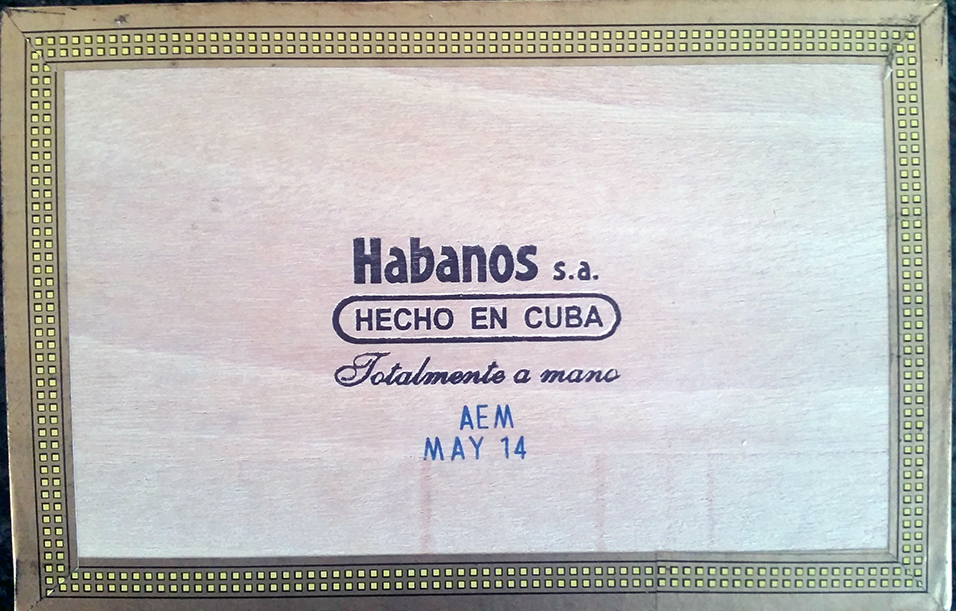 Habanos s.a.
HECHO EN CUBA
Totalmente a mano
AEM
MAY 14